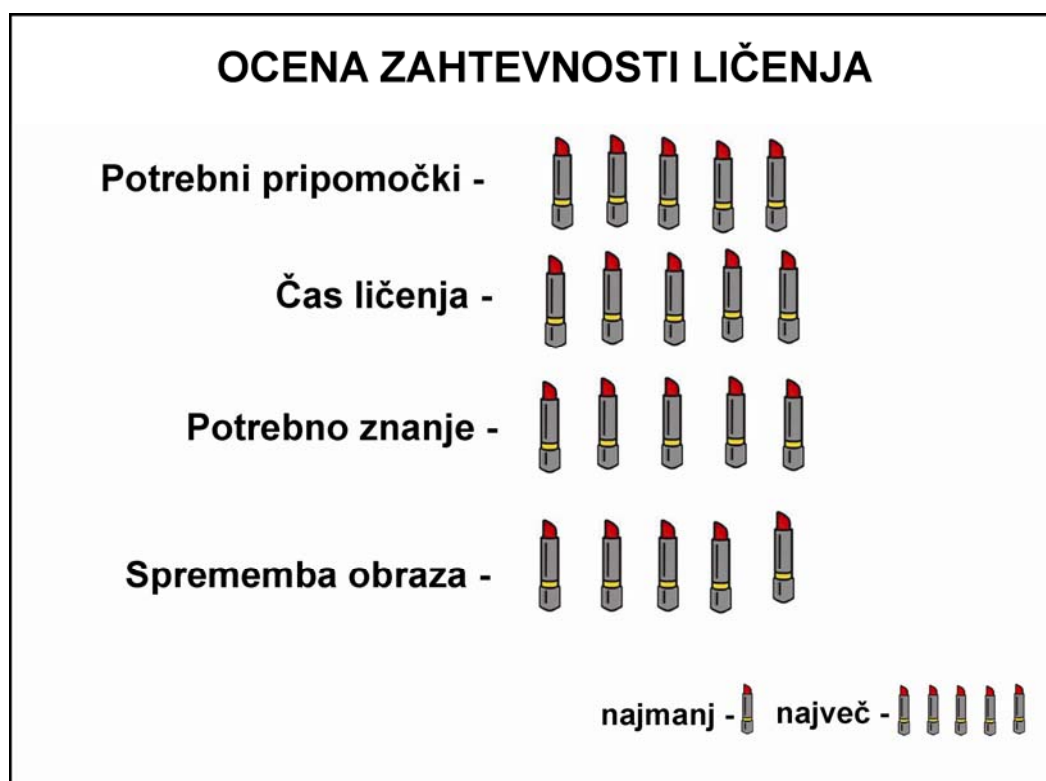 OCENA ZAHTEVNOSTI LIČENJA
Potrebni pripomočki -
Čas ličenja -
Potrebno znanje -
Sprememba obraza -
najmanj - največ -